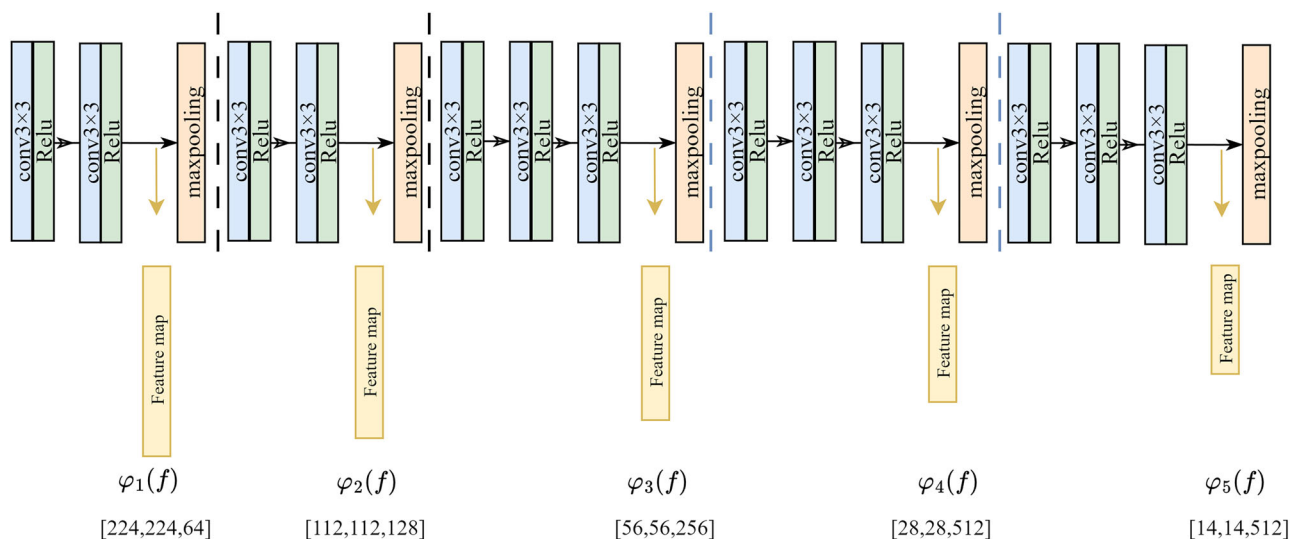 conv3×3
Relu
conv3×3
Relu
maxpooling
conv3×3
Relu
conv3×3
Relu
maxpooling
conv3×3
Relu
conv3×3
Relu
conv3×3
Relu
maxpooling
conv3×3
Relu
conv3×3
Relu
conv3×3
Relu
maxpooling
conv3×3
Relu
conv3×3
Relu
conv3×3
Relu
maxpooling
Feature map
Feature map
Feature map
Feature map
Feature map
φ₁(f)
φ₂(f)
φ₃(f)
φ₄(f)
φ₅(f)
[224,224,64]
[112,112,128]
[56,56,256]
[28,28,512]
[14,14,512]